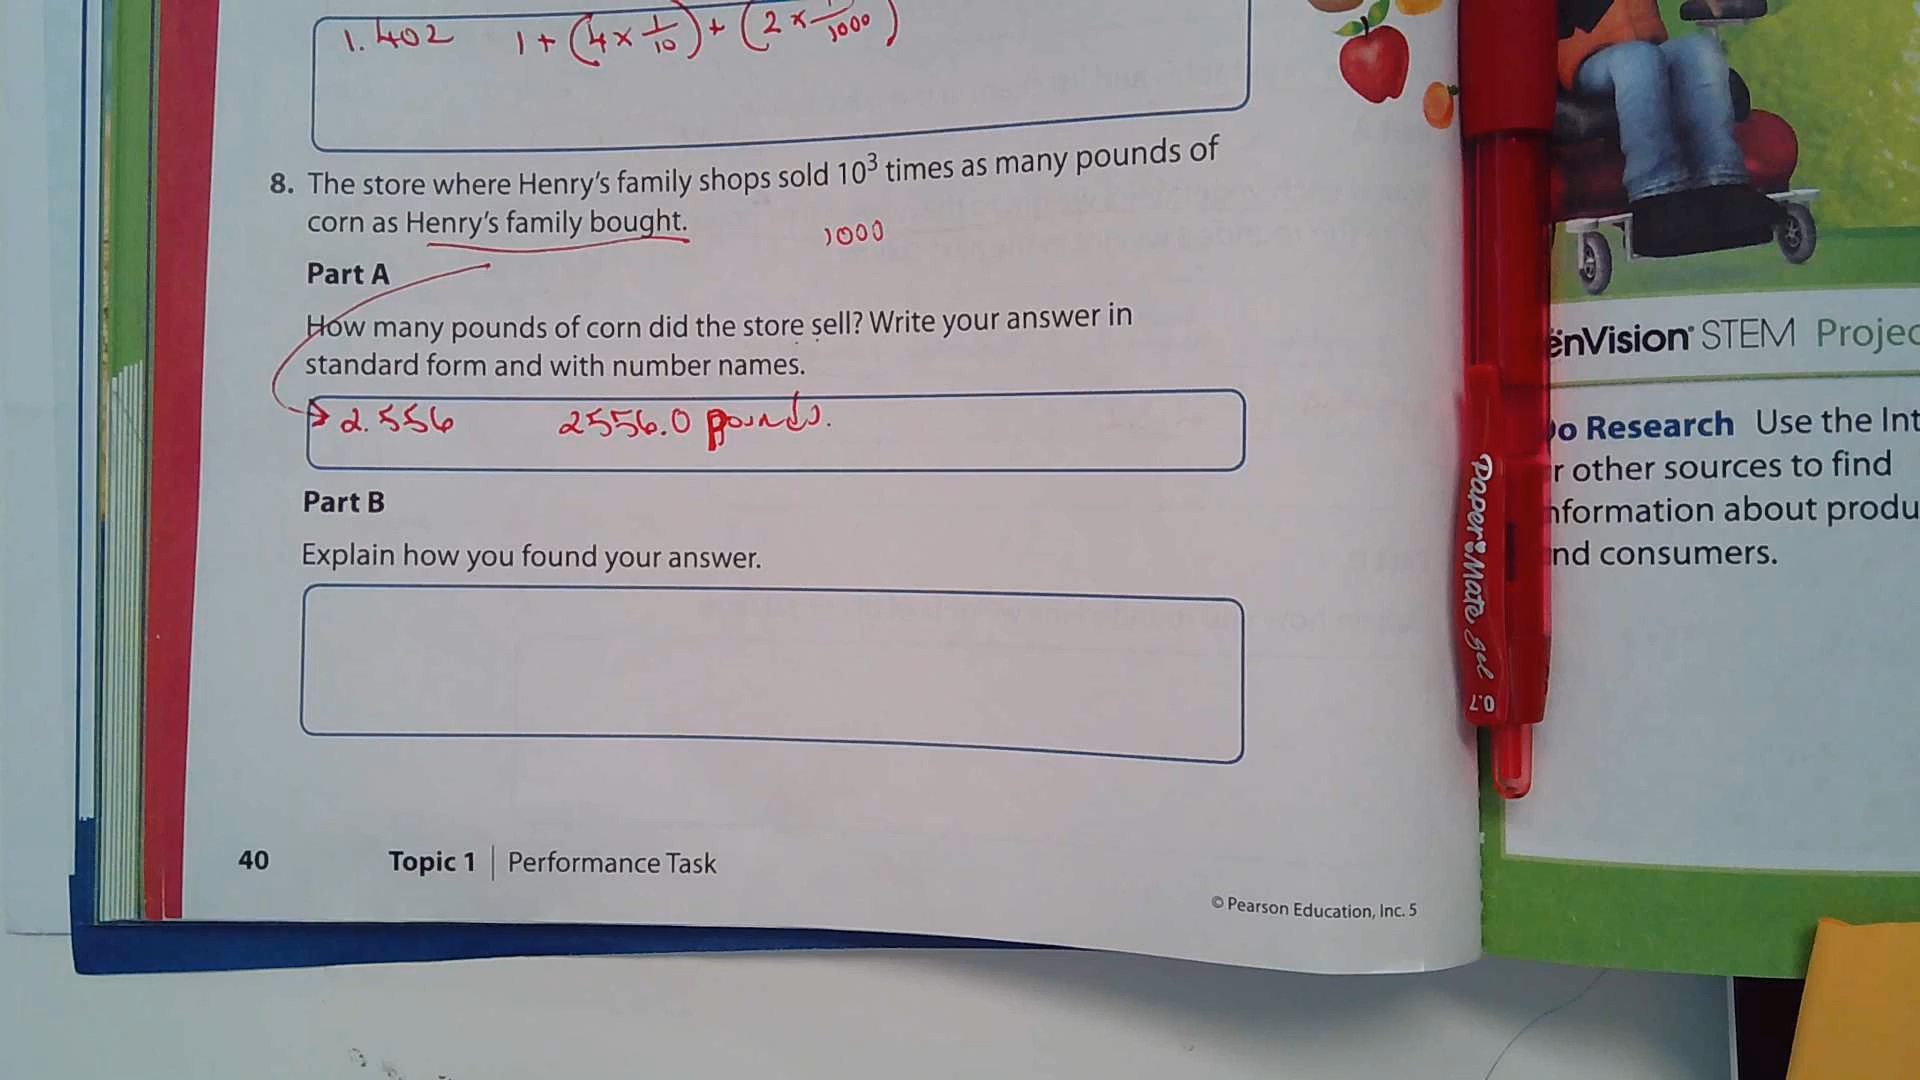 1.402 1 + (4 × 1/10) + (2 × 1/1000)
8. The store where Henry's family shops sold 10³ times as many pounds of
corn as Henry's family bought.
1000
Part A
How many pounds of corn did the store sell? Write your answer in
standard form and with number names.
2.556 2556.0 pounds.
Part B
Explain how you found your answer.
40 Topic 1 | Performance Task
© Pearson Education, Inc. 5
Paper Mate gel 0.7
enVision STEM Projec
o Research Use the Int
r other sources to find
nformation about produ
nd consumers.